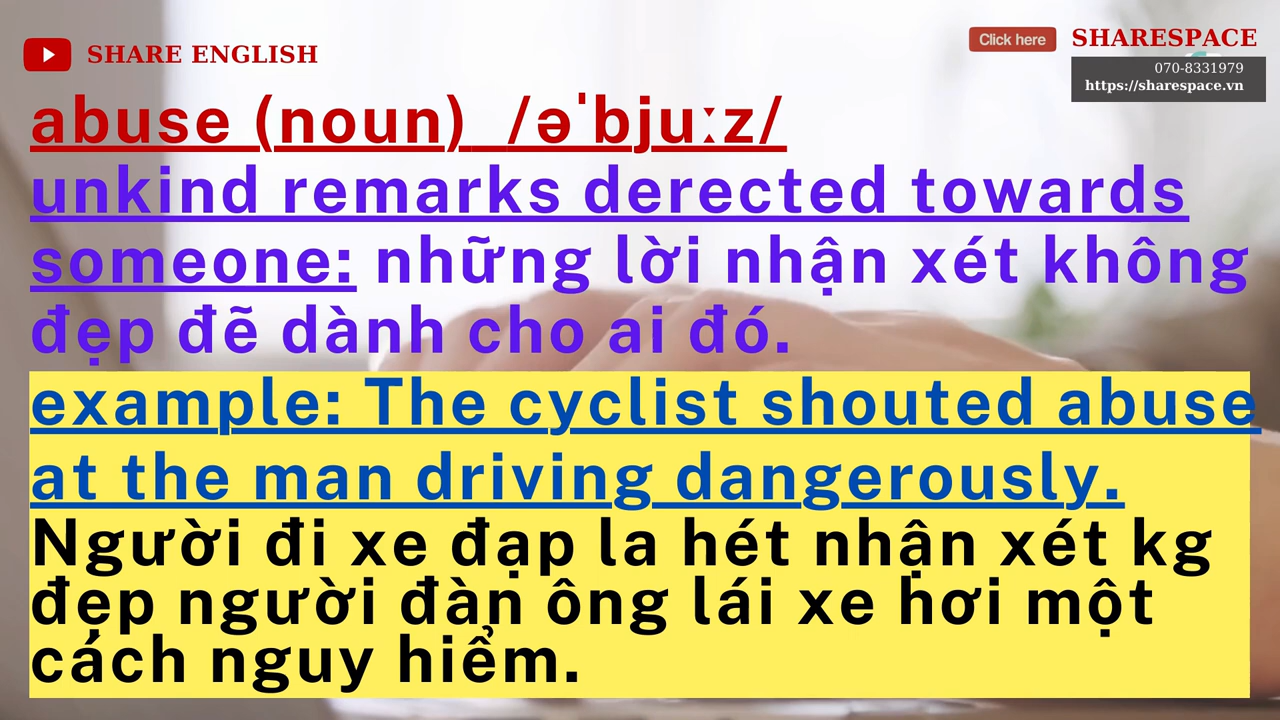 SHARE ENGLISH
Click here
SHARESPACE
070-8331979
https://sharespace.vn
abuse (noun) /əˈbjuːz/
unkind remarks derected towards
someone: những lời nhận xét không
đẹp đẽ dành cho ai đó.
example: The cyclist shouted abuse
at the man driving dangerously.
Người đi xe đạp la hét nhận xét kg
đẹp người đàn ông lái xe hơi một
cách nguy hiểm.